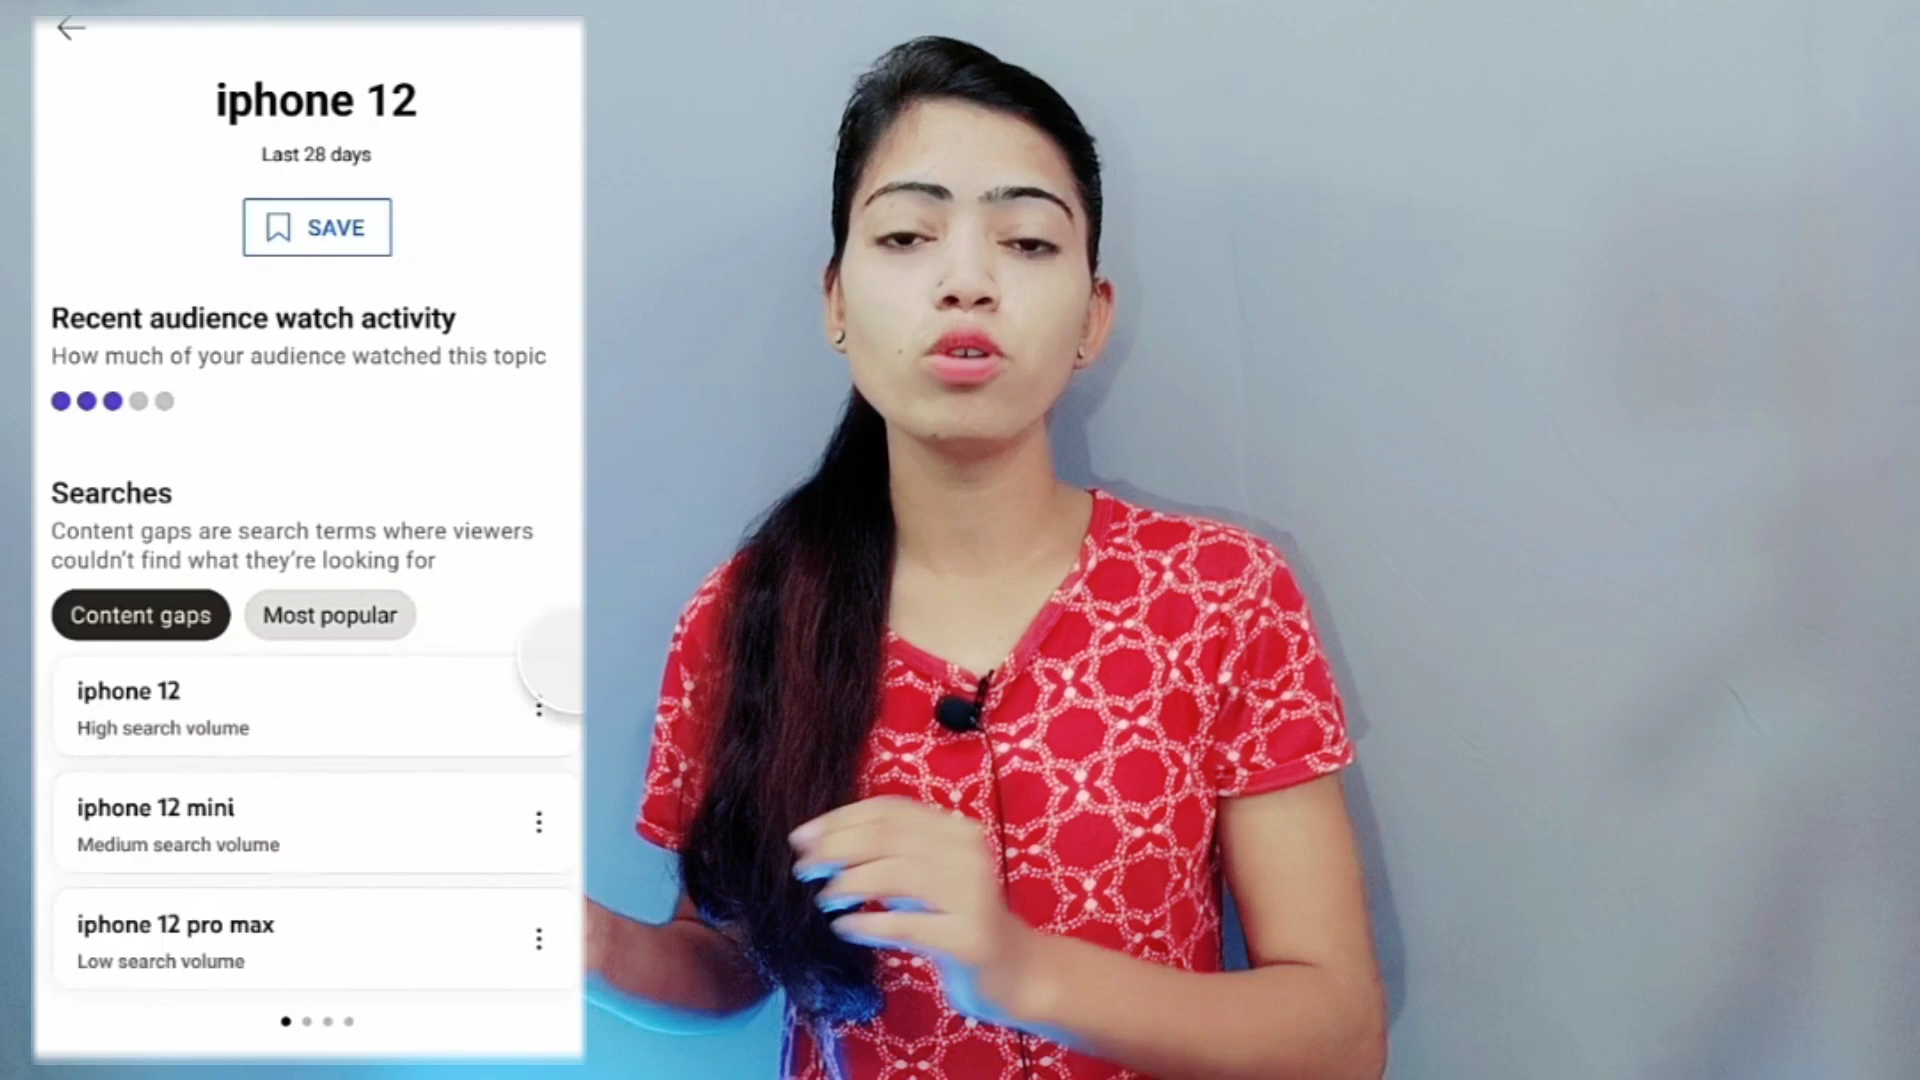 iphone 12
Last 28 days
SAVE
Recent audience watch activity
How much of your audience watched this topic
Searches
Content gaps are search terms where viewers
couldn't find what they're looking for
Content gaps
Most popular
iphone 12
High search volume
iphone 12 mini
Medium search volume
iphone 12 pro max
Low search volume